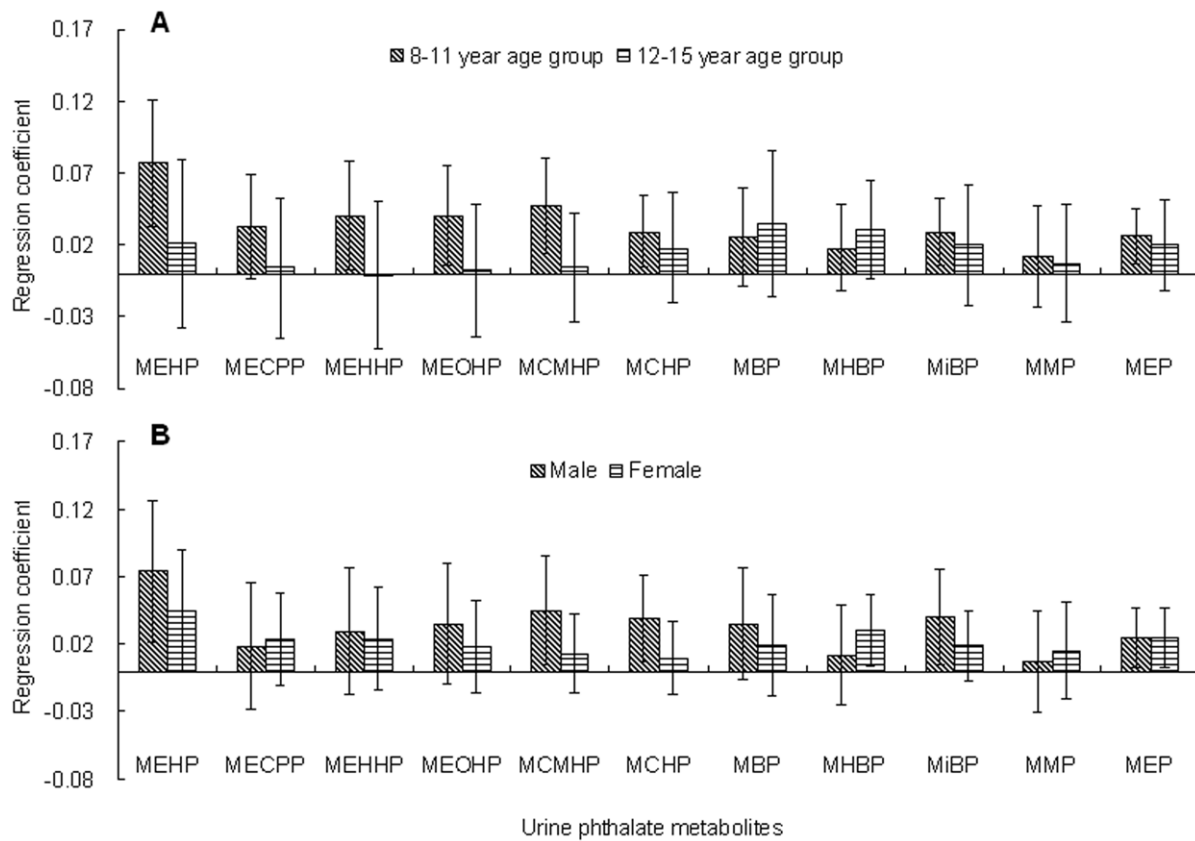 A
0.17
8-11 year age group 12-15 year age group
0.12
0.07
0.02
-0.03
-0.08
Regression coefficient
MEHP MECPP MEHHP MEOHP MCMHP MCHP MBP MHBP MiBP MMP MEP
B
0.17
Male Female
0.12
0.07
0.02
-0.03
-0.08
Regression coefficient
MEHP MECPP MEHHP MEOHP MCMHP MCHP MBP MHBP MiBP MMP MEP
Urine phthalate metabolites